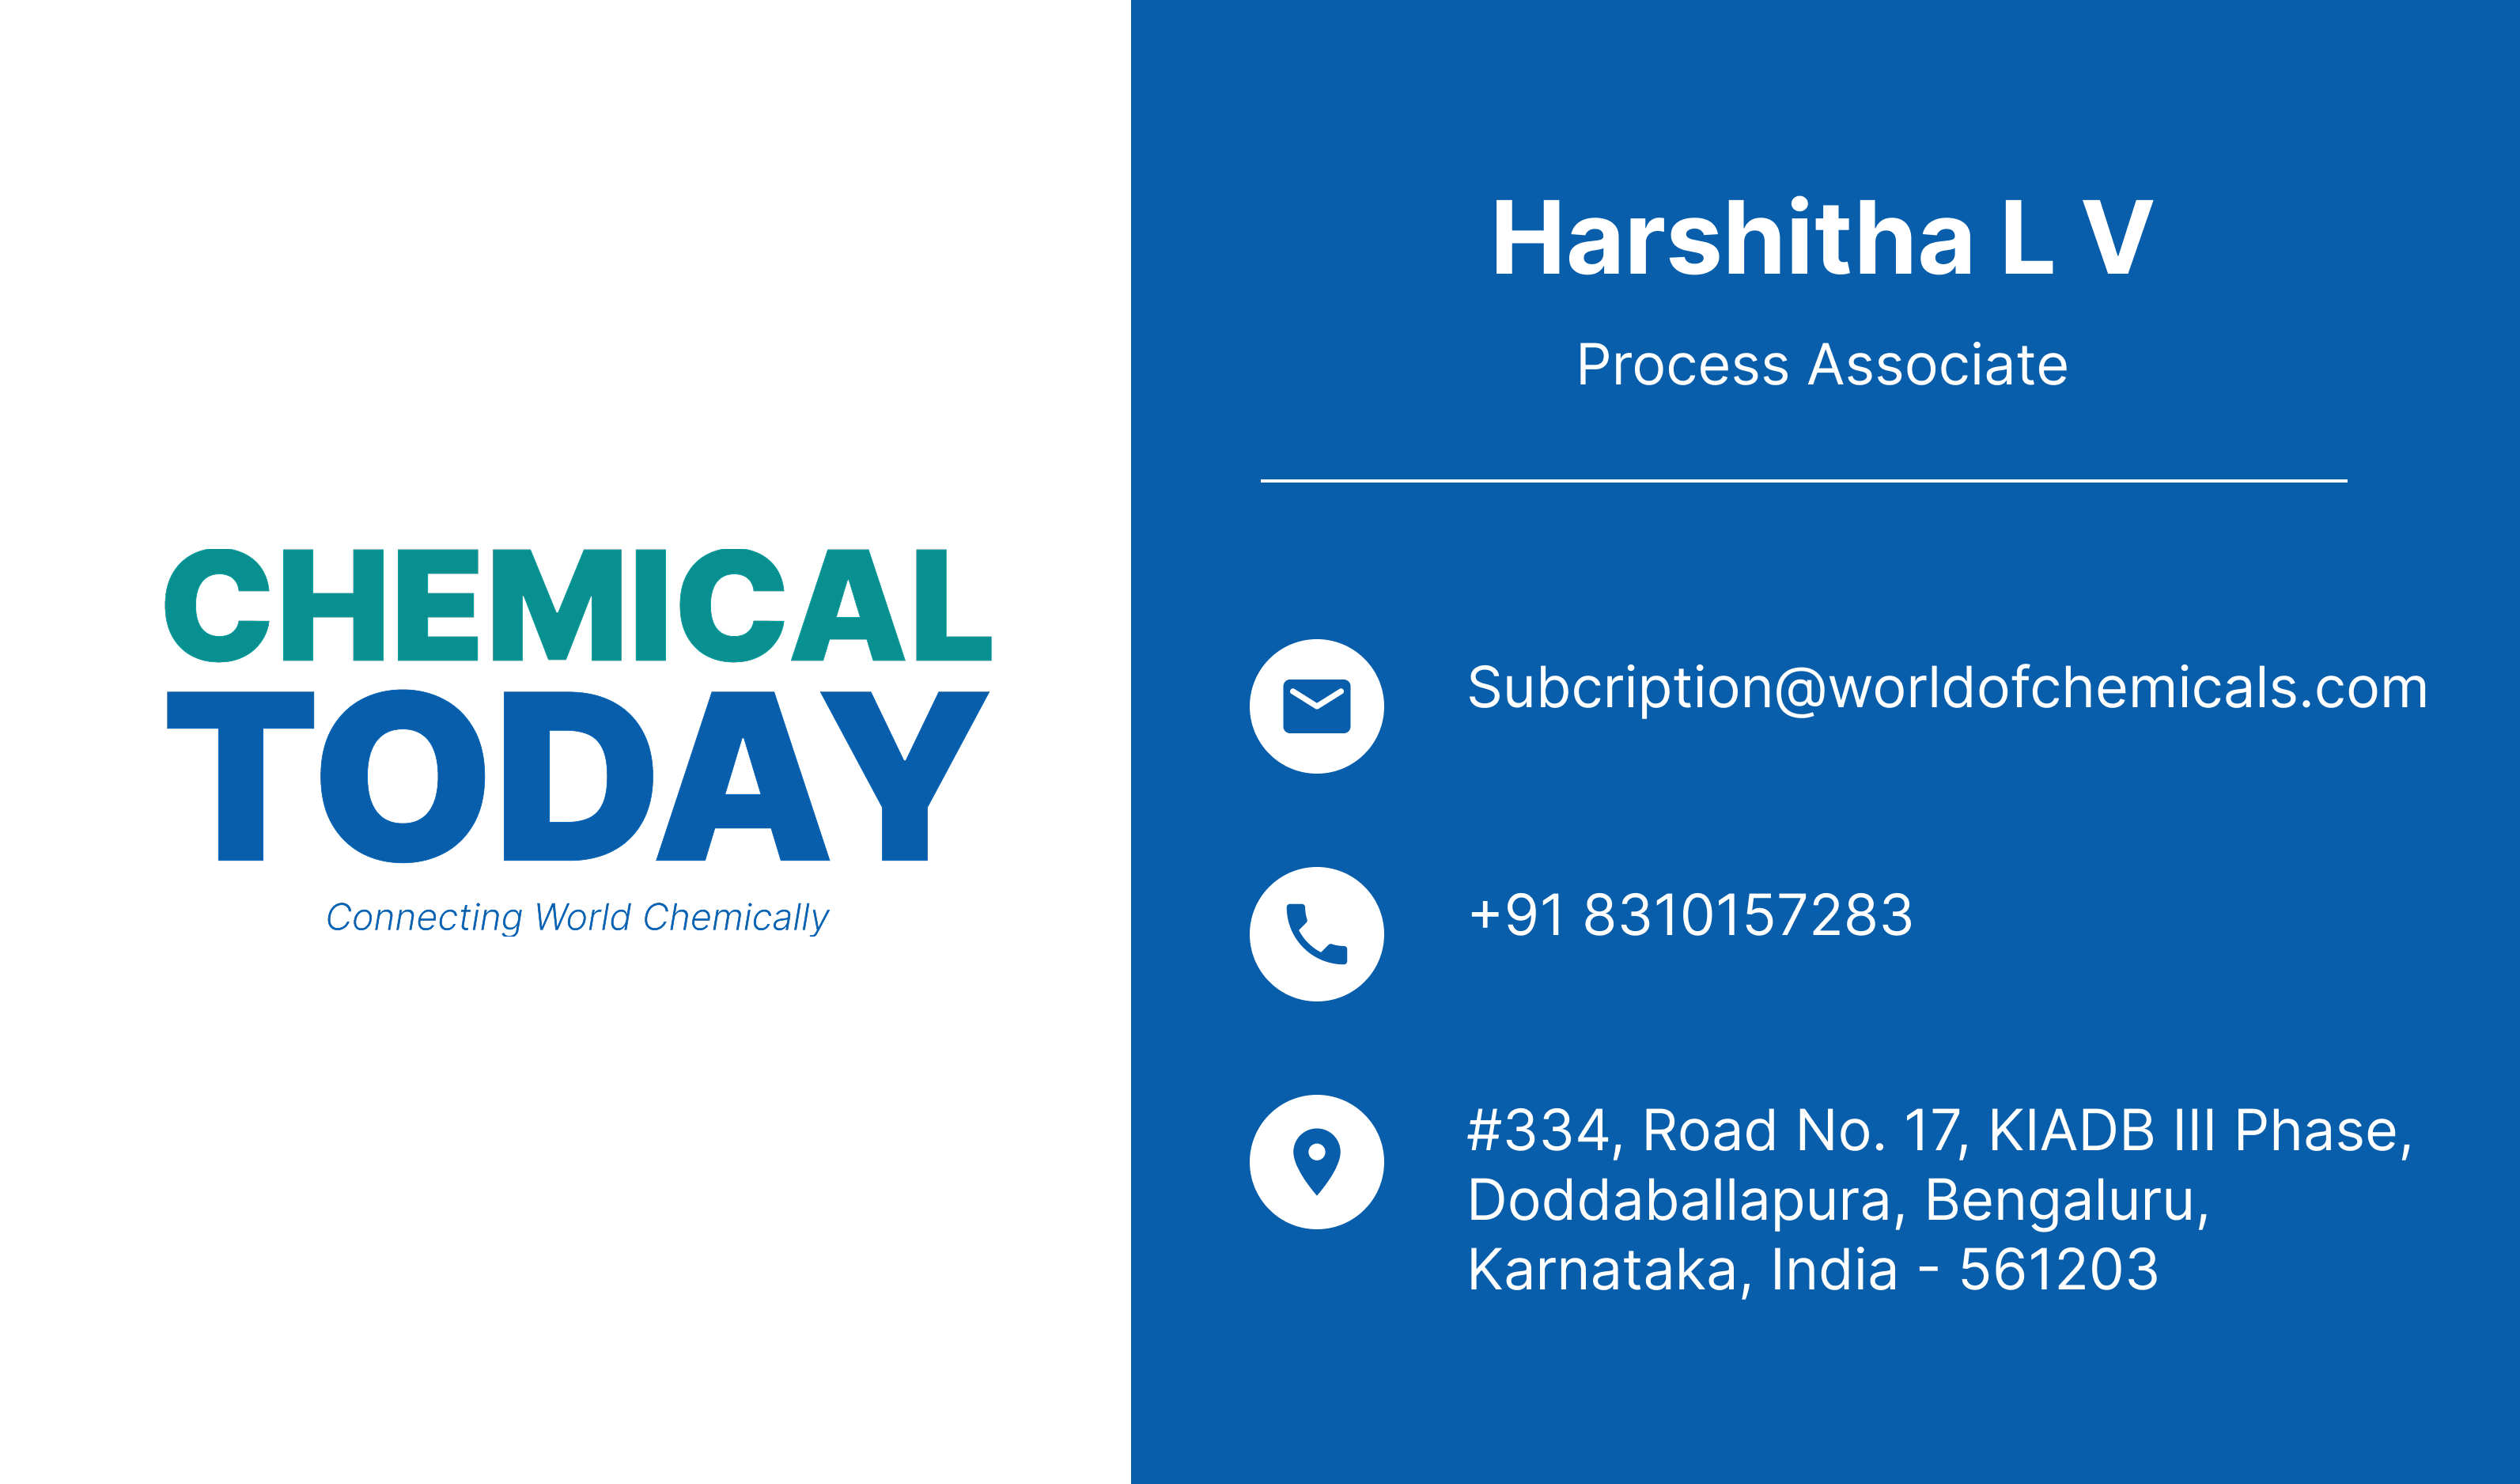 CHEMICAL
TODAY
Connecting World Chemically
Harshitha L V
Process Associate
Subcription@worldofchemicals.com
+91 8310157283
#334, Road No. 17, KIADB III Phase,
Doddaballapura, Bengaluru,
Karnataka, India - 561203